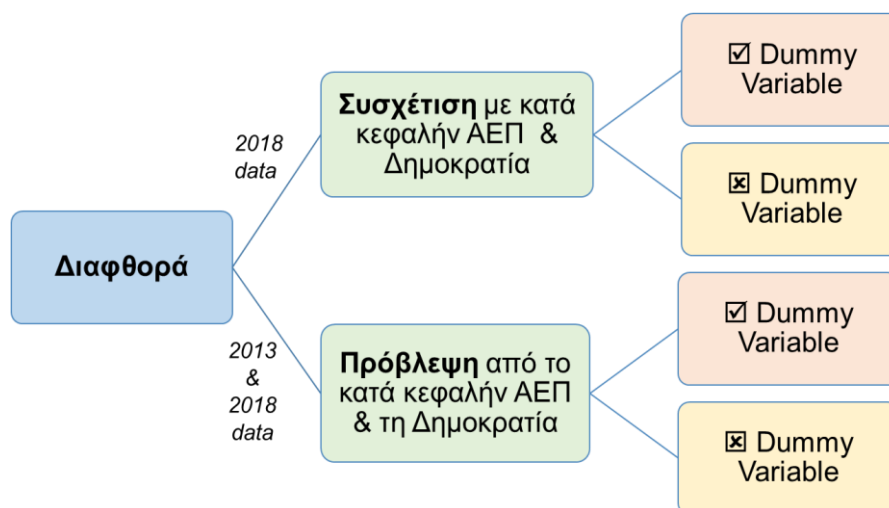 ☑ Dummy
Variable
Συσχέτιση με κατά
κεφαλήν ΑΕΠ &
Δημοκρατία
2018
data
☒ Dummy
Variable
Διαφθορά
☑ Dummy
Variable
2013
&
2018
data
Πρόβλεψη από το
κατά κεφαλήν ΑΕΠ
& τη Δημοκρατία
☒ Dummy
Variable